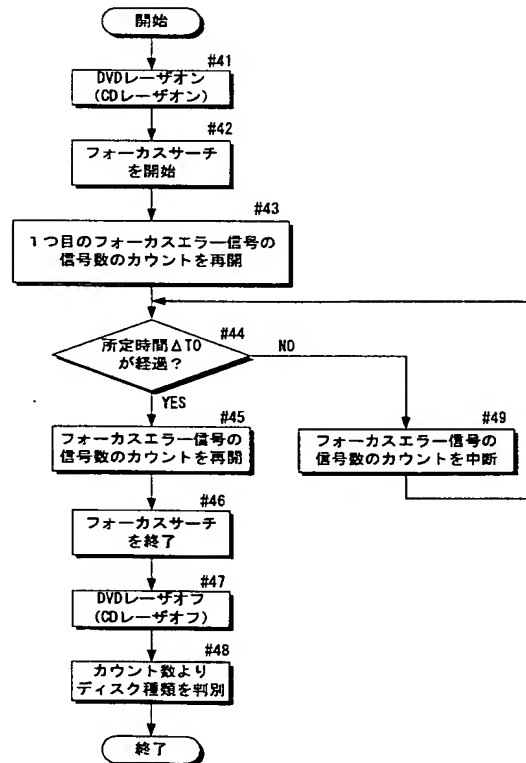 開始
#41
DVDレーザオン
(CDレーザオン)
#42
フォーカスサーチ
を開始
#43
1つ目のフォーカスエラー信号の
信号数のカウントを再開
#44
所定時間ΔT0
が経過？
NO
YES
#45
フォーカスエラー信号の
信号数のカウントを再開
#49
フォーカスエラー信号の
信号数のカウントを中断
#46
フォーカスサーチ
を終了
#47
DVDレーザオフ
(CDレーザオフ)
#48
カウント数より
ディスク種類を判別
終了